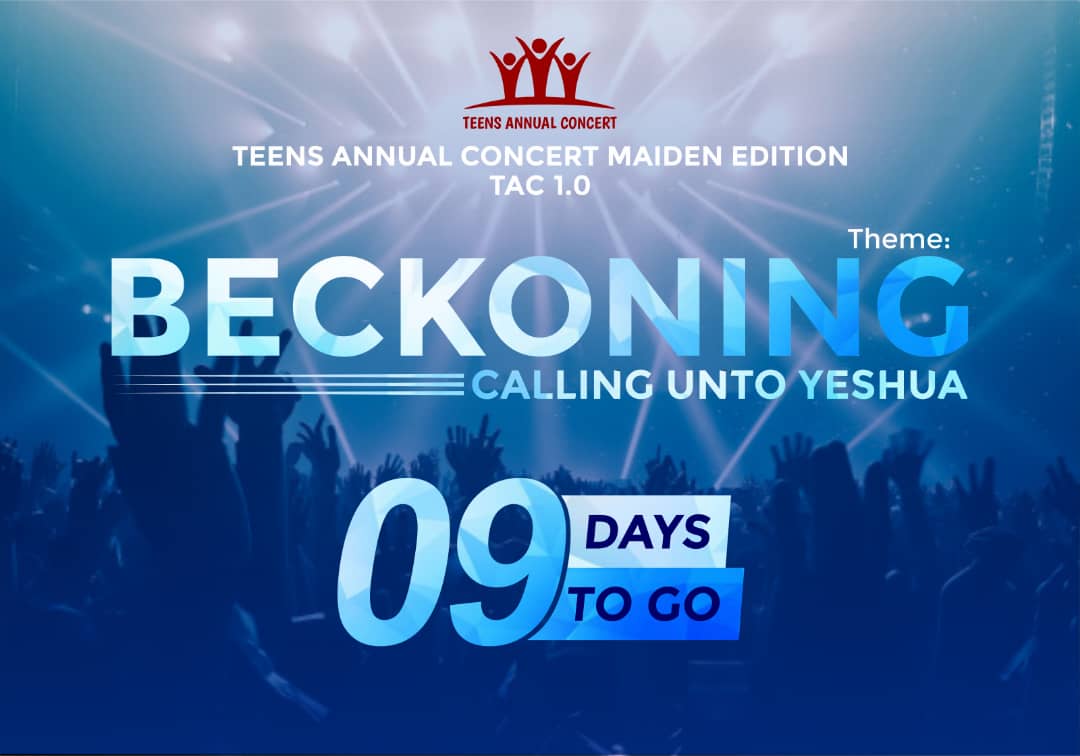 TEENS ANNUAL CONCERT
TEENS ANNUAL CONCERT MAIDEN EDITION
TAC 1.0
Theme:
BECKONING
CALLING UNTO YESHUA
09
DAYS
TO GO